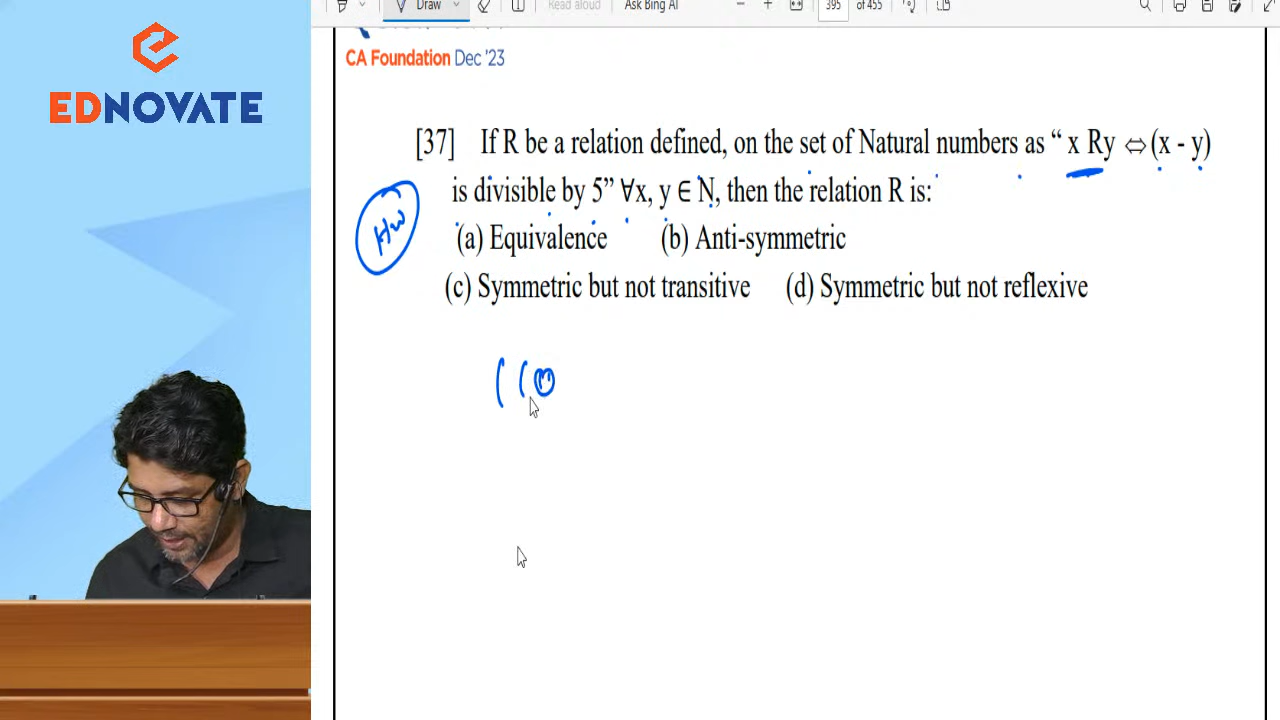 Draw
Read aloud
Ask Bing AI
395 of 455
EDNOVATE
CA Foundation Dec '23
[37] If R be a relation defined, on the set of Natural numbers as “ x Ry ⇔ (x - y)
is divisible by 5” ∀x, y ∈ N, then the relation R is:
HW
(a) Equivalence (b) Anti-symmetric
(c) Symmetric but not transitive (d) Symmetric but not reflexive